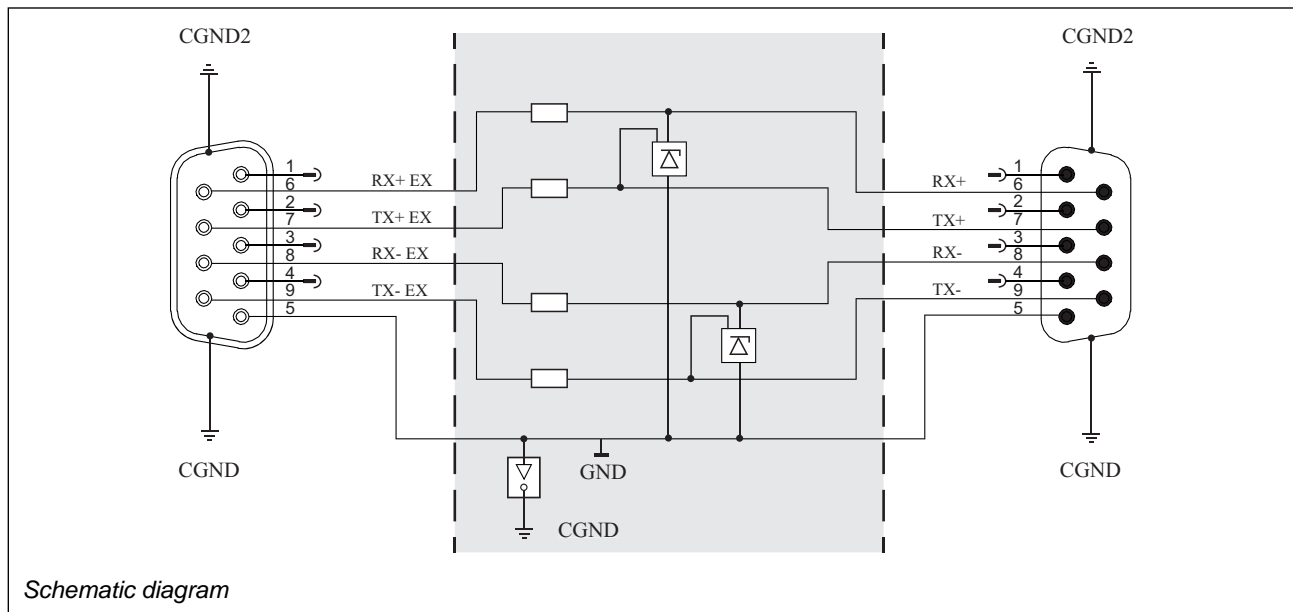 CGND2
CGND2
1
6
RX+ EX
2
7
TX+ EX
3
8
RX- EX
4
9
TX- EX
5
RX+
1
6
TX+
2
7
RX-
3
8
TX-
4
9
5
CGND
GND
CGND
CGND
Schematic diagram